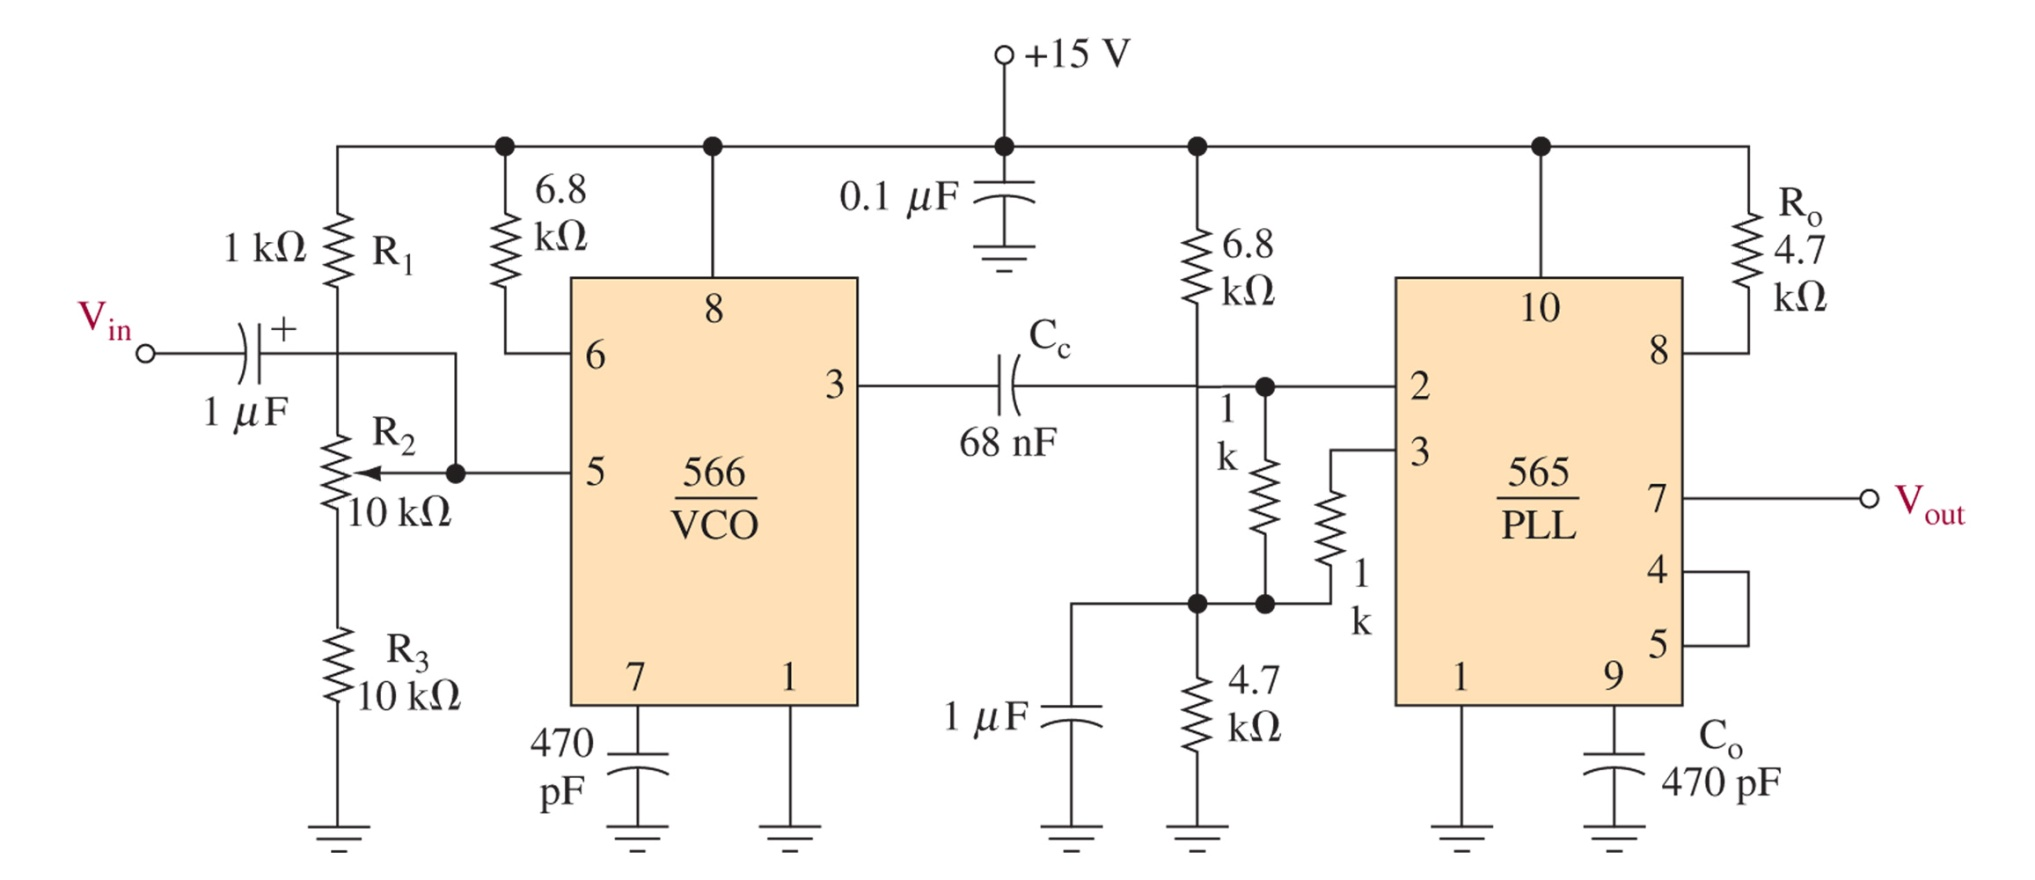 +15 V
1 kΩ
R1
6.8
kΩ
0.1 μF
6.8
kΩ
Ro
4.7
kΩ
Vin
+
1 μF
R2
10 kΩ
R3
10 kΩ
8
6
5
3
566
VCO
7
1
470
pF
Cc
68 nF
1
k
1
k
1 μF
4.7
kΩ
10
8
2
3
565
PLL
7
4
5
1
9
Vout
Co
470 pF